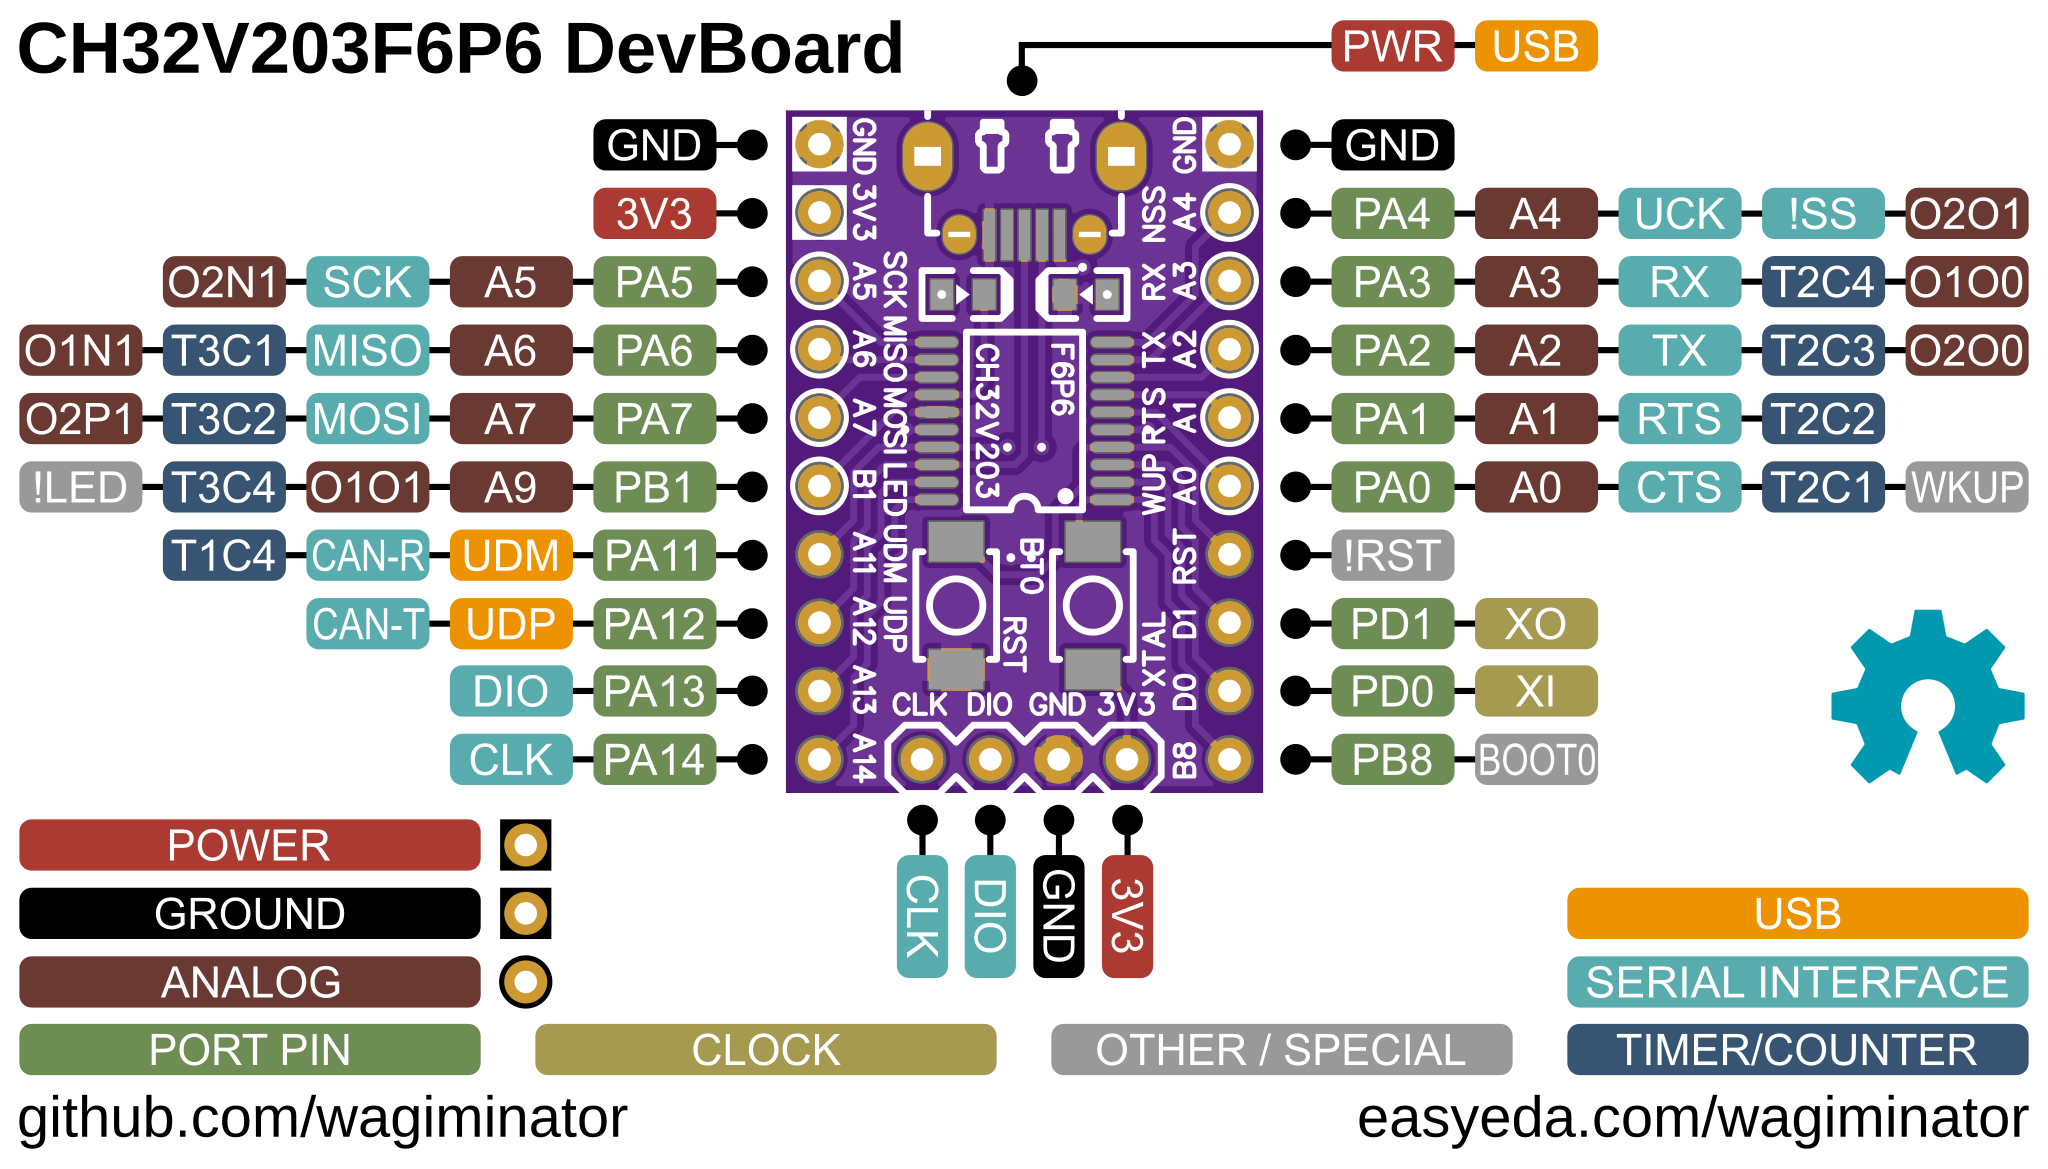 CH32V203F6P6 DevBoard
PWR USB
GND GND
3V3 PA4 A4 UCK !SS O2O1
O2N1 SCK A5 PA5 PA3 A3 RX T2C4 O1O0
O1N1 T3C1 MISO A6 PA6 PA2 A2 TX T2C3 O2O0
O2P1 T3C2 MOSI A7 PA7 PA1 A1 RTS T2C2
!LED T3C4 O1O1 A9 PB1 PA0 A0 CTS T2C1 WKUP
T1C4 CAN-R UDM PA11 !RST
CAN-T UDP PA12 PD1 XO
DIO PA13 PD0 XI
CLK PA14 PB8 BOOT0
GND 3V3 A5 A6 A7 B1 A11 A12 A13 A14
SCK MISO MOSI LED UDM UDP
CH32V203
F6P6
BT0
RST
NSS RX TX RTS WUP XTAL
GND A4 A3 A2 A1 A0 RST D1 D0 B8
CLK DIO GND 3V3
CLK DIO GND 3V3
POWER
GROUND USB
ANALOG SERIAL INTERFACE
PORT PIN CLOCK OTHER / SPECIAL TIMER/COUNTER
github.com/wagiminator easyeda.com/wagiminator